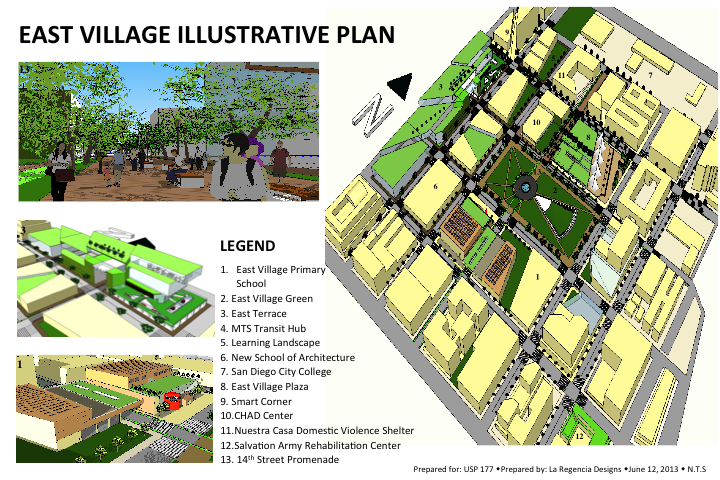 EAST VILLAGE ILLUSTRATIVE PLAN
N
9
7
3
11
10
8
6
2
1
12
1
LEGEND
1. East Village Primary
School
2. East Village Green
3. East Terrace
4. MTS Transit Hub
5. Learning Landscape
6. New School of Architecture
7. San Diego City College
8. East Village Plaza
9. Smart Corner
10.CHAD Center
11.Nuestra Casa Domestic Violence Shelter
12.Salvation Army Rehabilitation Center
13. 14th Street Promenade
Prepared for: USP 177 •Prepared by: La Regencia Designs •June 12, 2013 • N.T.S